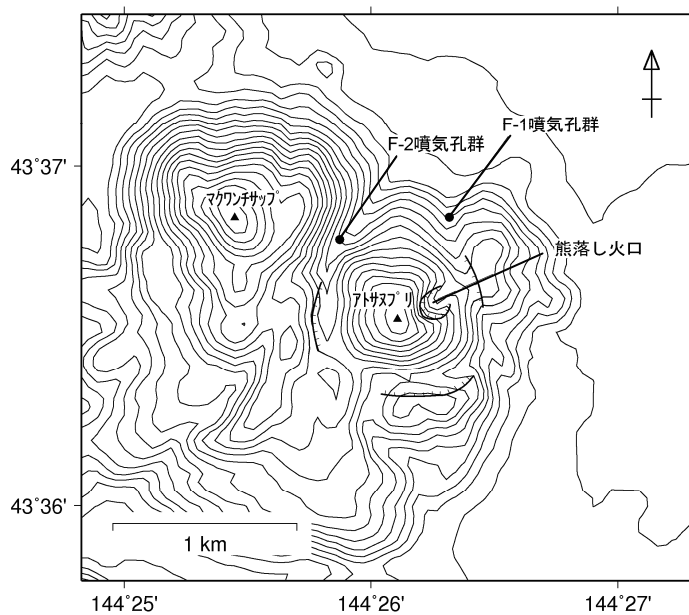 F-1噴気孔群
F-2噴気孔群
43˚37'
マクワンチサップ
熊落し火口
アトサヌプリ
43˚36'
1 km
144˚25'
144˚26'
144˚27'